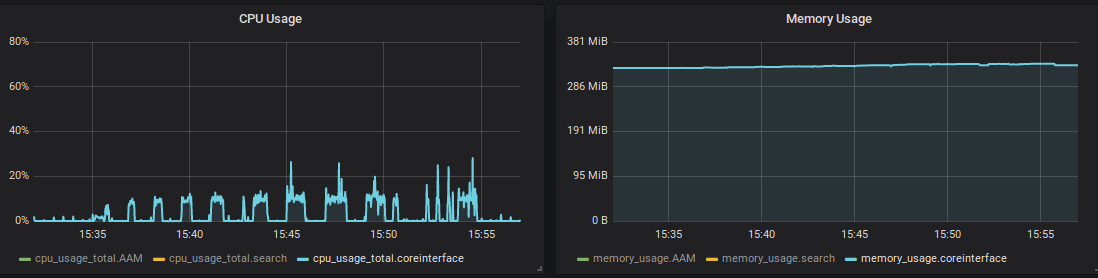 CPU Usage
80%
60%
40%
20%
0%
15:35 15:40 15:45 15:50 15:55
cpu_usage_total.AAM cpu_usage_total.search cpu_usage_total.coreinterface
Memory Usage
381 MiB
286 MiB
191 MiB
95 MiB
0 B
15:35 15:40 15:45 15:50 15:55
memory_usage.AAM memory_usage.search memory_usage.coreinterface